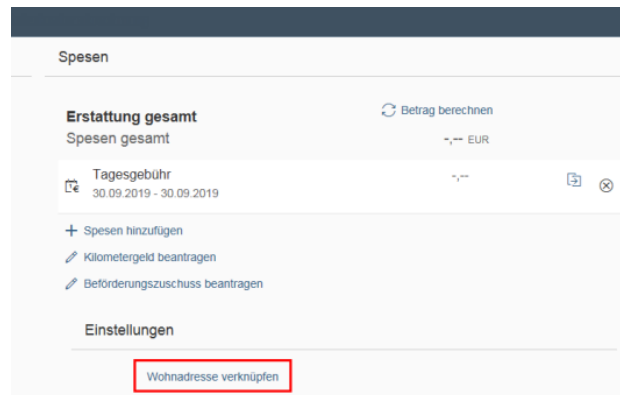 Spesen
Erstattung gesamt
Betrag berechnen
Spesen gesamt
-,-- EUR
Tagesgebühr
-,--
30.09.2019 - 30.09.2019
Spesen hinzufügen
Kilometergeld beantragen
Beförderungszuschuss beantragen
Einstellungen
Wohnadresse verknüpfen